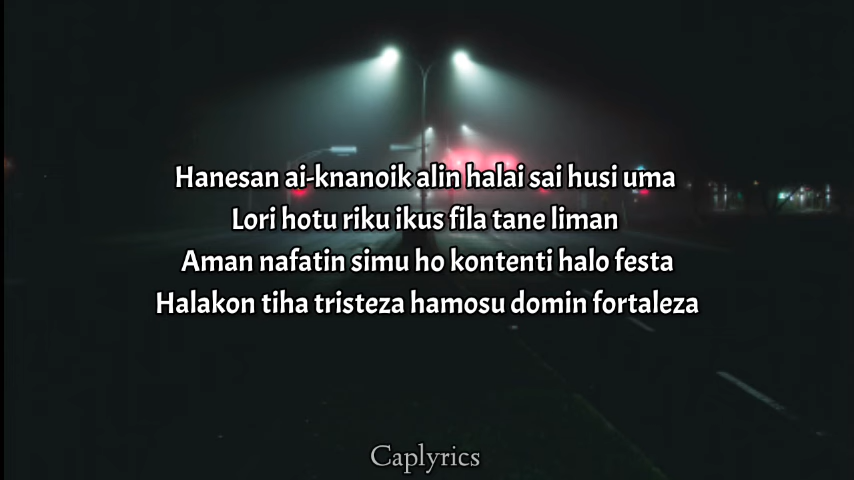 Hanesan ai-knanoik alin halai sai husi uma
Lori hotu riku ikus fila tane liman
Aman nafatin simu ho kontenti halo festa
Halakon tiha tristeza hamosu domin fortaleza
Caplyrics